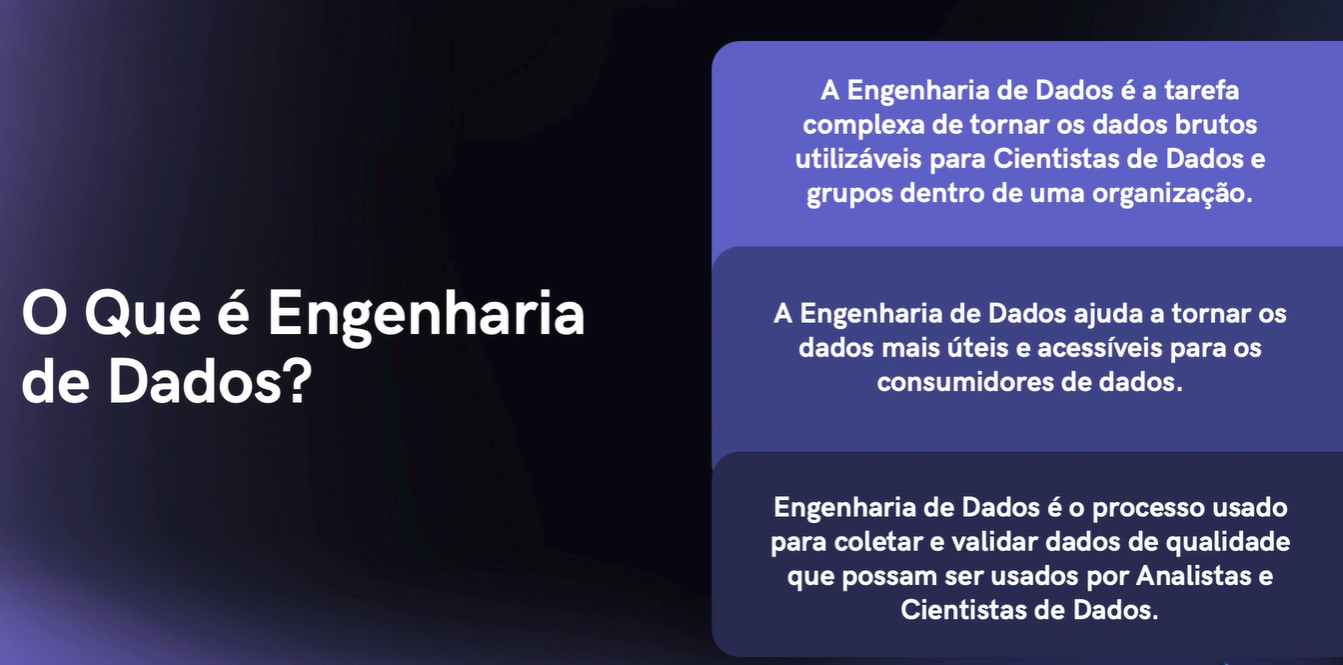 O Que é Engenharia
de Dados?
A Engenharia de Dados é a tarefa
complexa de tornar os dados brutos
utilizáveis para Cientistas de Dados e
grupos dentro de uma organização.
A Engenharia de Dados ajuda a tornar os
dados mais úteis e acessíveis para os
consumidores de dados.
Engenharia de Dados é o processo usado
para coletar e validar dados de qualidade
que possam ser usados por Analistas e
Cientistas de Dados.